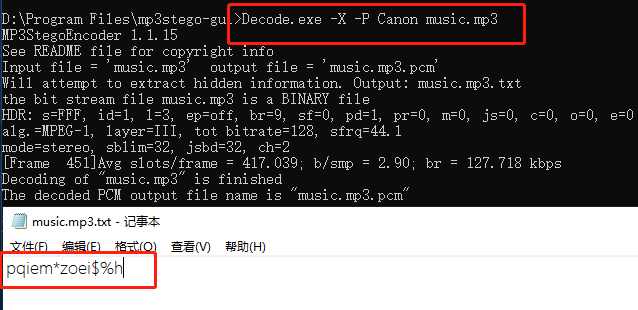 D:\Program Files\mp3stego-gui>Decode.exe -X -P Canon music.mp3
MP3StegoEncoder 1.1.15
See README file for copyright info
Input file = 'music.mp3'  output file = 'music.mp3.pcm'
Will attempt to extract hidden information. Output: music.mp3.txt
the bit stream file music.mp3 is a BINARY file
HDR: s=FFF, id=1, l=3, ep=off, br=9, sf=0, pd=1, pr=0, m=0, js=0, c=0, o=0, e=0
alg.=MPEG-1, layer=III, tot bitrate=128, sfrq=44.1
mode=stereo, sblim=32, jsbd=32, ch=2
[Frame  451]Avg slots/frame = 417.039; b/smp = 2.90; br = 127.718 kbps
Decoding of "music.mp3" is finished
The decoded PCM output file name is "music.mp3.pcm"
music.mp3.txt - 记事本
文件(F) 编辑(E) 格式(O) 查看(V) 帮助(H)
pqiem*zoei$%h